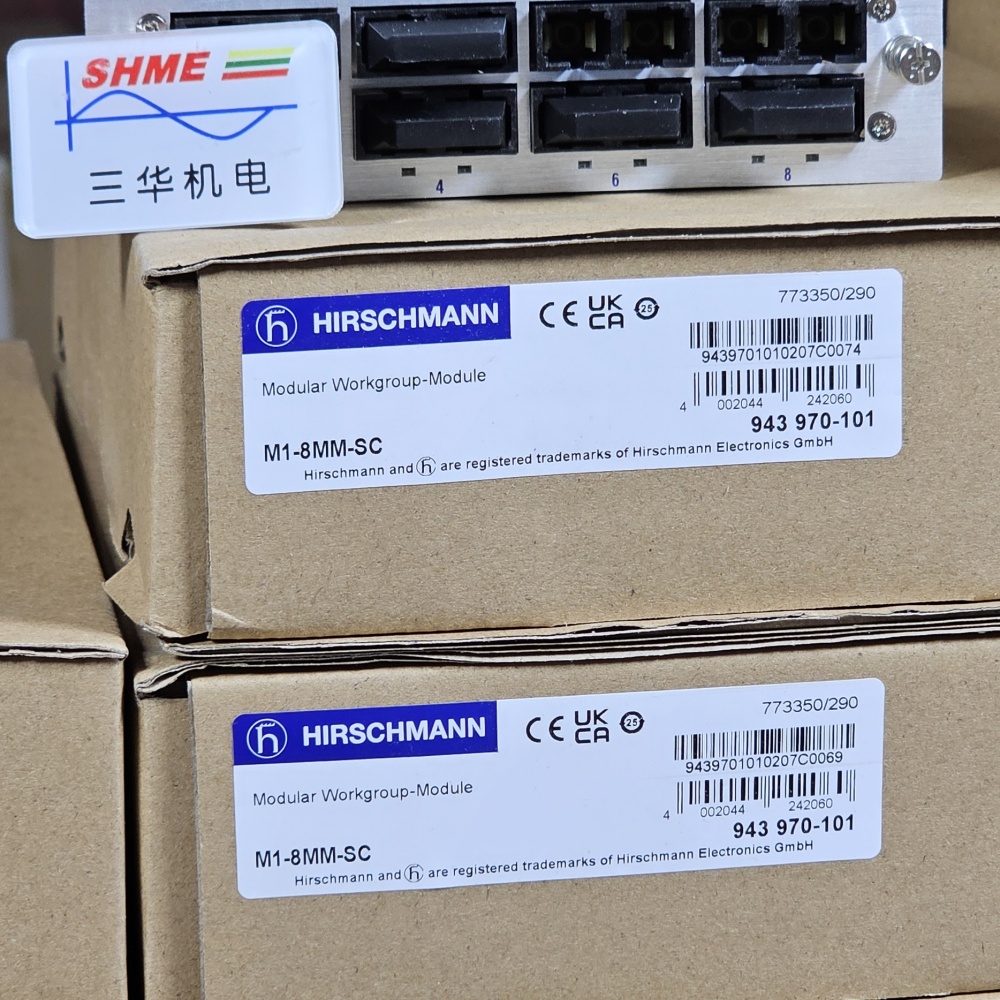 SHME
三华机电
4
6
8
HIRSCHMANN
CE UK CA 25
773350/290
9439701010207C0074
Modular Workgroup-Module
4 002044 242060
943 970-101
M1-8MM-SC
Hirschmann and h are registered trademarks of Hirschmann Electronics GmbH
HIRSCHMANN
CE UK CA 25
773350/290
9439701010207C0069
Modular Workgroup-Module
4 002044 242060
943 970-101
M1-8MM-SC
Hirschmann and h are registered trademarks of Hirschmann Electronics GmbH